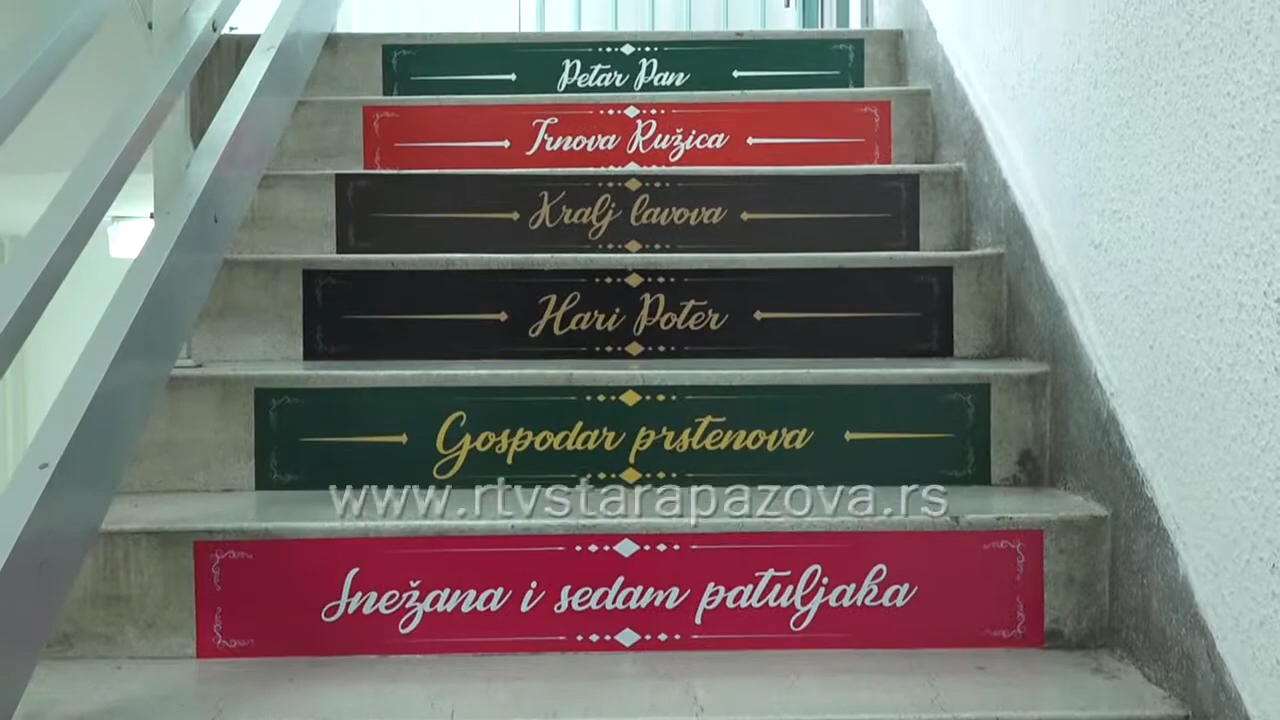 Petar Pan
Trnova Ružica
Kralj lavova
Hari Poter
Gospodar prstenova
www.rtvstarapazova.rs
Snežana i sedam patuljaka